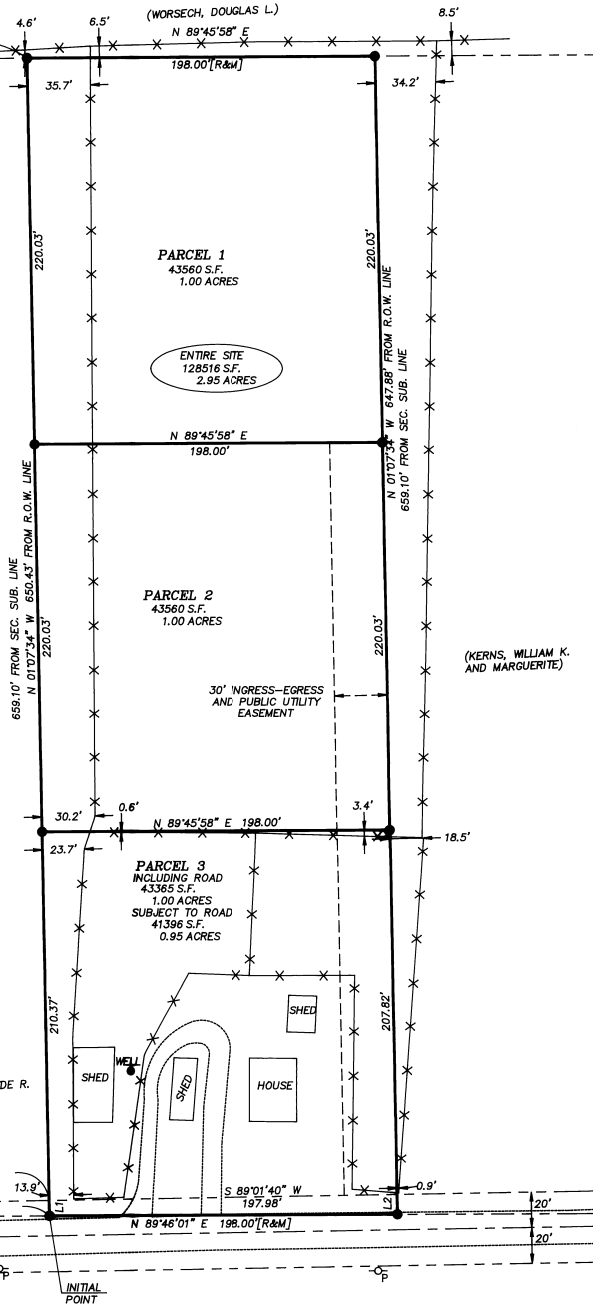 (WORSECH, DOUGLAS L.)
4.6'
6.5'
N 89°45'58" E
8.5'
198.00'[R&M]
35.7'
34.2'
220.03'
220.03'
PARCEL 1
43560 S.F.
1.00 ACRES
ENTIRE SITE
128516 S.F.
2.95 ACRES
N 01°07'34" W 647.88' FROM R.O.W. LINE
659.10' FROM SEC. SUB. LINE
N 89°45'58" E
198.00'
659.10' FROM SEC. SUB. LINE
N 01°07'34" W 650.43' FROM R.O.W. LINE
220.03'
220.03'
PARCEL 2
43560 S.F.
1.00 ACRES
(KERNS, WILLIAM K.
AND MARGUERITE)
30' INGRESS-EGRESS
AND PUBLIC UTILITY
EASEMENT
30.2'
0.6'
N 89°45'58" E 198.00'
3.4'
18.5'
23.7'
PARCEL 3
INCLUDING ROAD
43365 S.F.
1.00 ACRES
SUBJECT TO ROAD
41396 S.F.
0.95 ACRES
210.37'
207.82'
SHED
WELL
SHED
SHED
HOUSE
DE R.
13.9'
L1
S 89°01'40" W
197.98'
L2
0.9'
20'
N 89°46'01" E 198.00'[R&M]
20'
P
P
INITIAL
POINT